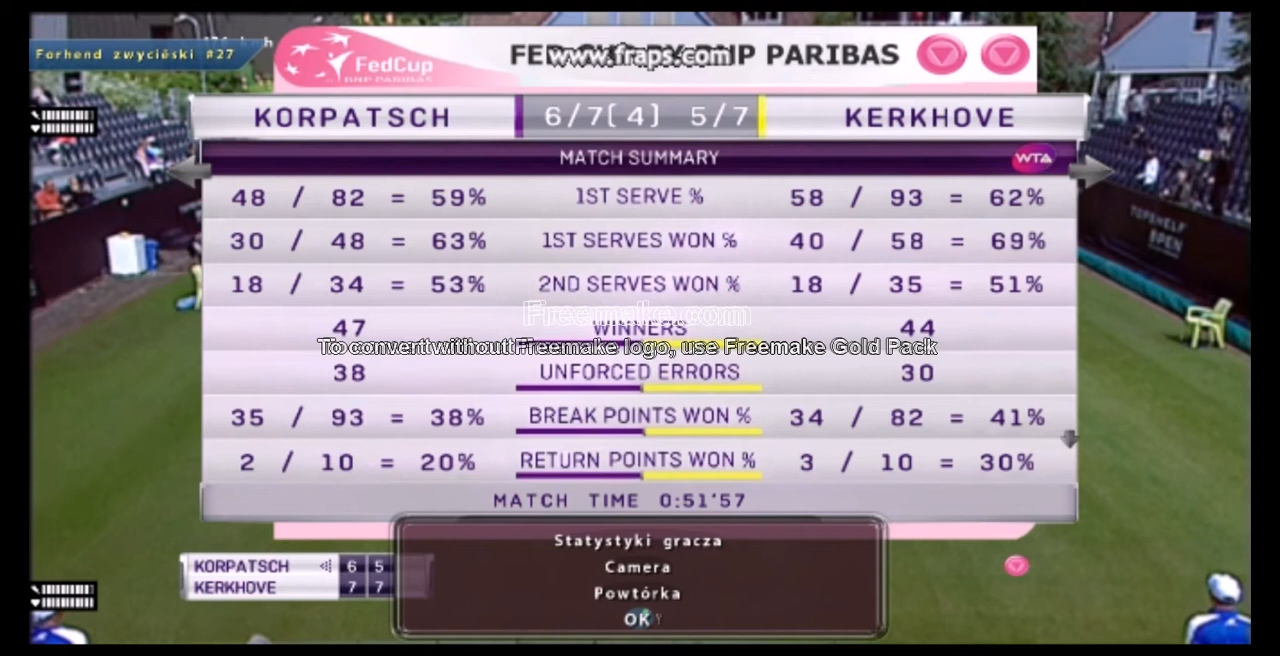 Forhend zwyciéski #27
FedCup
BNP PARIBAS
FED CUP BY BNP PARIBAS
www.fraps.com
KORPATSCH 6/7[4] 5/7 KERKHOVE
MATCH SUMMARY WTA
48 / 82 = 59% 1ST SERVE % 58 / 93 = 62%
30 / 48 = 63% 1ST SERVES WON % 40 / 58 = 69%
18 / 34 = 53% 2ND SERVES WON % 18 / 35 = 51%
Freemake.com
47 WINNERS 44
To convert without Freemake logo, use Freemake Gold Pack
38 UNFORCED ERRORS 30
35 / 93 = 38% BREAK POINTS WON % 34 / 82 = 41%
2 / 10 = 20% RETURN POINTS WON % 3 / 10 = 30%
MATCH TIME 0:51'57
TOPSHELF
OPEN
Statystyki gracza
Camera
Powtórka
OK
KORPATSCH 6 5
KERKHOVE 7 7